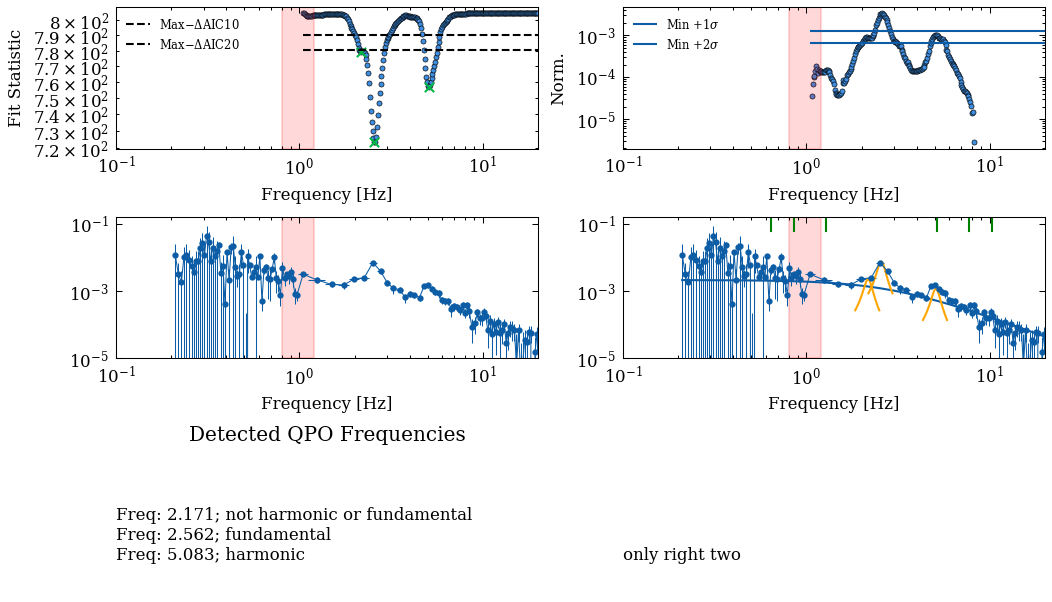 8 × 10²
7.9 × 10²
7.8 × 10²
7.7 × 10²
7.6 × 10²
7.5 × 10²
7.4 × 10²
7.3 × 10²
7.2 × 10²
Fit Statistic
Max−ΔAIC10
Max−ΔAIC20
10⁻¹ 10⁰ 10¹
Frequency [Hz]
10⁻³
10⁻⁴
10⁻⁵
Norm.
Min +1σ
Min +2σ
10⁻¹ 10⁰ 10¹
Frequency [Hz]
10⁻¹
10⁻³
10⁻⁵
10⁻¹ 10⁰ 10¹
Frequency [Hz]
10⁻¹
10⁻³
10⁻⁵
10⁻¹ 10⁰ 10¹
Frequency [Hz]
Detected QPO Frequencies
Freq: 2.171; not harmonic or fundamental
Freq: 2.562; fundamental
Freq: 5.083; harmonic
only right two